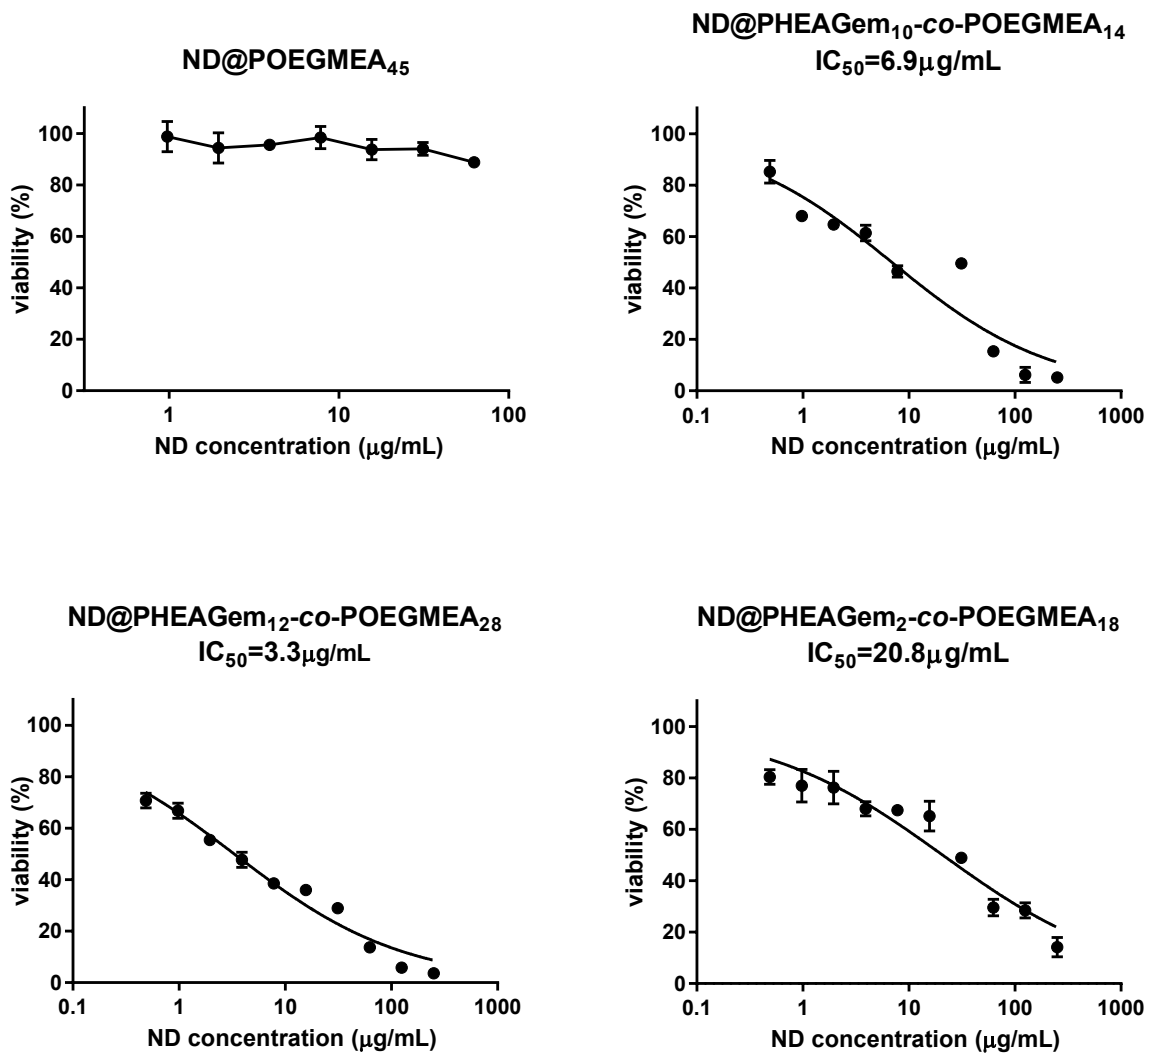 ND@POEGMEA₄₅
100
80
60
40
20
0
viability (%)
1 10 100
ND concentration (μg/mL)
ND@PHEAGem₁₀-co-POEGMEA₁₄
IC₅₀=6.9μg/mL
100
80
60
40
20
0
viability (%)
0.1 1 10 100 1000
ND concentration (μg/mL)
ND@PHEAGem₁₂-co-POEGMEA₂₈
IC₅₀=3.3μg/mL
100
80
60
40
20
0
viability (%)
0.1 1 10 100 1000
ND concentration (μg/mL)
ND@PHEAGem₂-co-POEGMEA₁₈
IC₅₀=20.8μg/mL
100
80
60
40
20
0
viability (%)
0.1 1 10 100 1000
ND concentration (μg/mL)